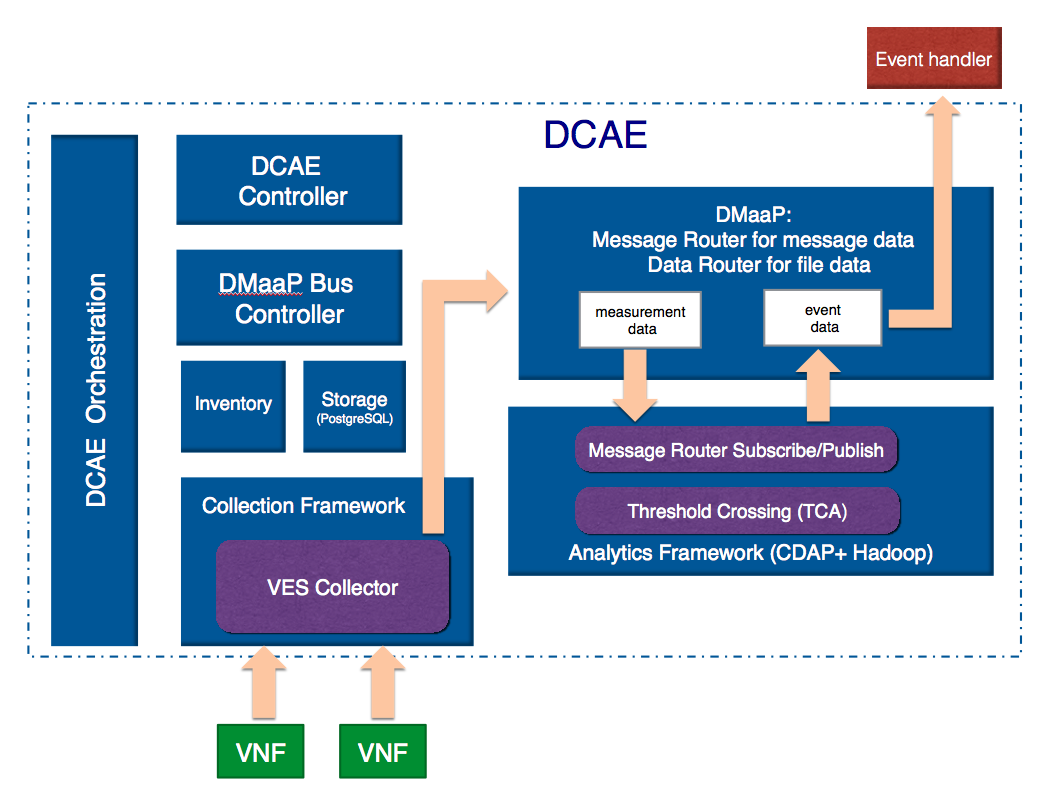 Event handler
DCAE
DCAE Orchestration
DCAE
Controller
DMaaP Bus
Controller
Inventory
Storage
(PostgreSQL)
Collection Framework
VES Collector
VNF
VNF
DMaaP:
Message Router for message data
Data Router for file data
measurement
data
event
data
Message Router Subscribe/Publish
Threshold Crossing (TCA)
Analytics Framework (CDAP+ Hadoop)